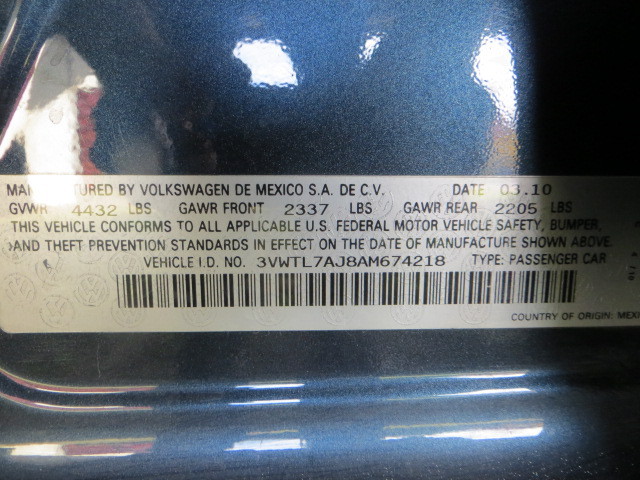 MANUFACTURED BY VOLKSWAGEN DE MEXICO S.A. DE C.V. DATE 03.10
GVWR 4432 LBS GAWR FRONT 2337 LBS GAWR REAR 2205 LBS
THIS VEHICLE CONFORMS TO ALL APPLICABLE U.S. FEDERAL MOTOR VEHICLE SAFETY, BUMPER,
AND THEFT PREVENTION STANDARDS IN EFFECT ON THE DATE OF MANUFACTURE SHOWN ABOVE.
VEHICLE I.D. NO. 3VWTL7AJ8AM674218 TYPE: PASSENGER CAR
COUNTRY OF ORIGIN: MEXI